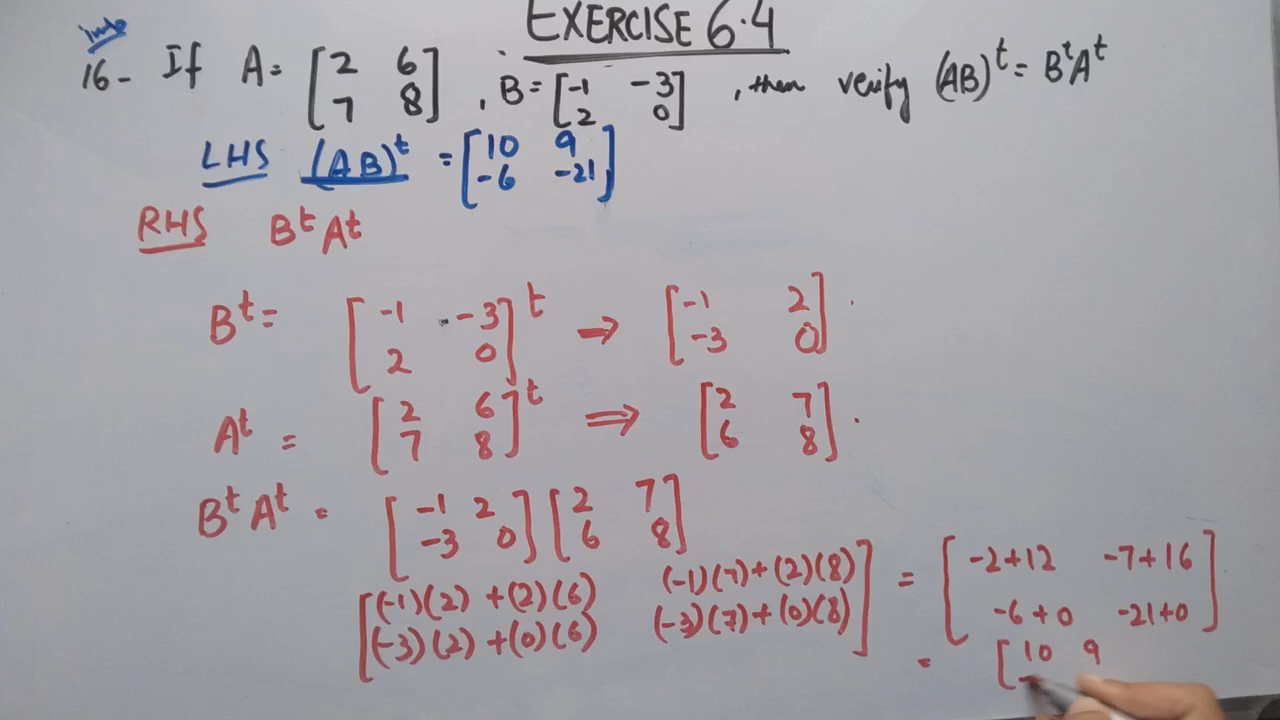 EXERCISE 6.4
Imp
16- If A= [2 6 , B= [-1 -3 , then verify (AB)^t = B^tA^t
7 8] 2 0]
LHS (AB)^t = [10 9
-6 -21]
RHS B^tA^t
B^t = [-1 -3 ]^t → [-1 2
2 0 -3 0] .
A^t = [2 6 ]^t ⇒ [2 7
7 8 6 8] .
B^t A^t = [-1 2 ] [2 7
-3 0 6 8]
[(-1)(2) +(2)(6) (-1)(7)+(2)(8) ] = [-2+12 -7+16
(-3)(2)+(0)(6) (-3)(7)+(0)(8) -6+0 -21+0]
= [10 9